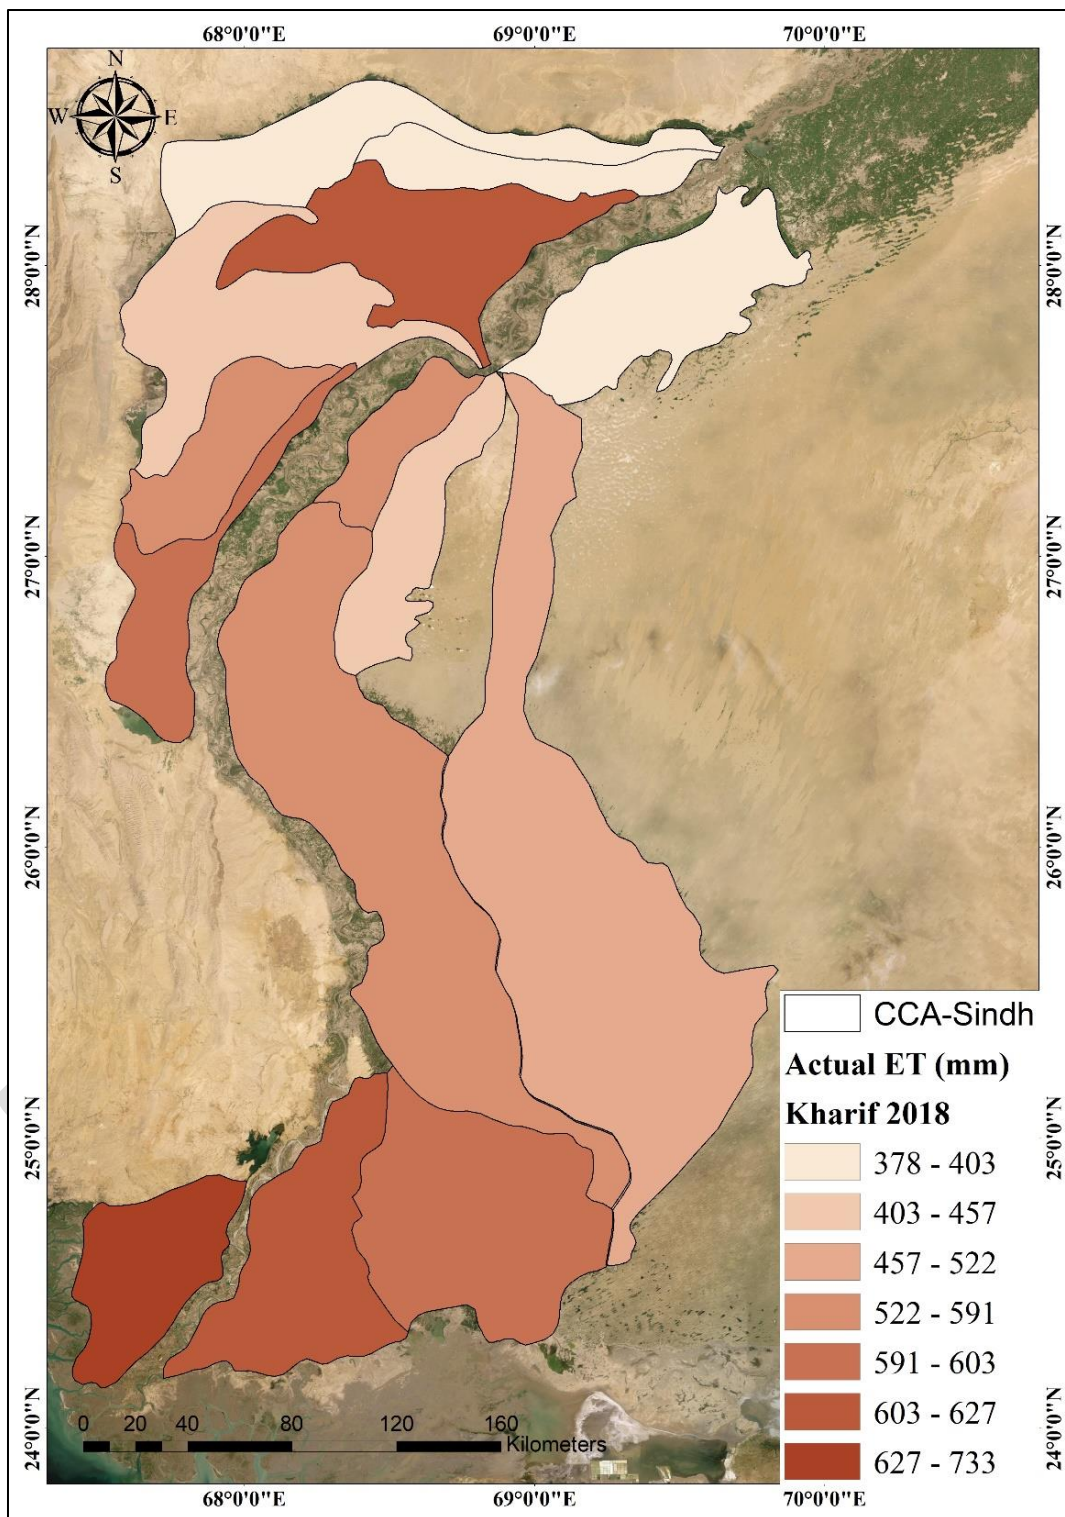 68°0'0"E 69°0'0"E 70°0'0"E
N
W E
S
28°0'0"N 28°0'0"N
27°0'0"N 27°0'0"N
26°0'0"N 26°0'0"N
25°0'0"N 25°0'0"N
24°0'0"N 24°0'0"N
CCA-Sindh
Actual ET (mm)
Kharif 2018
378 - 403
403 - 457
457 - 522
522 - 591
591 - 603
603 - 627
627 - 733
0 20 40 80 120 160
Kilometers
68°0'0"E 69°0'0"E 70°0'0"E